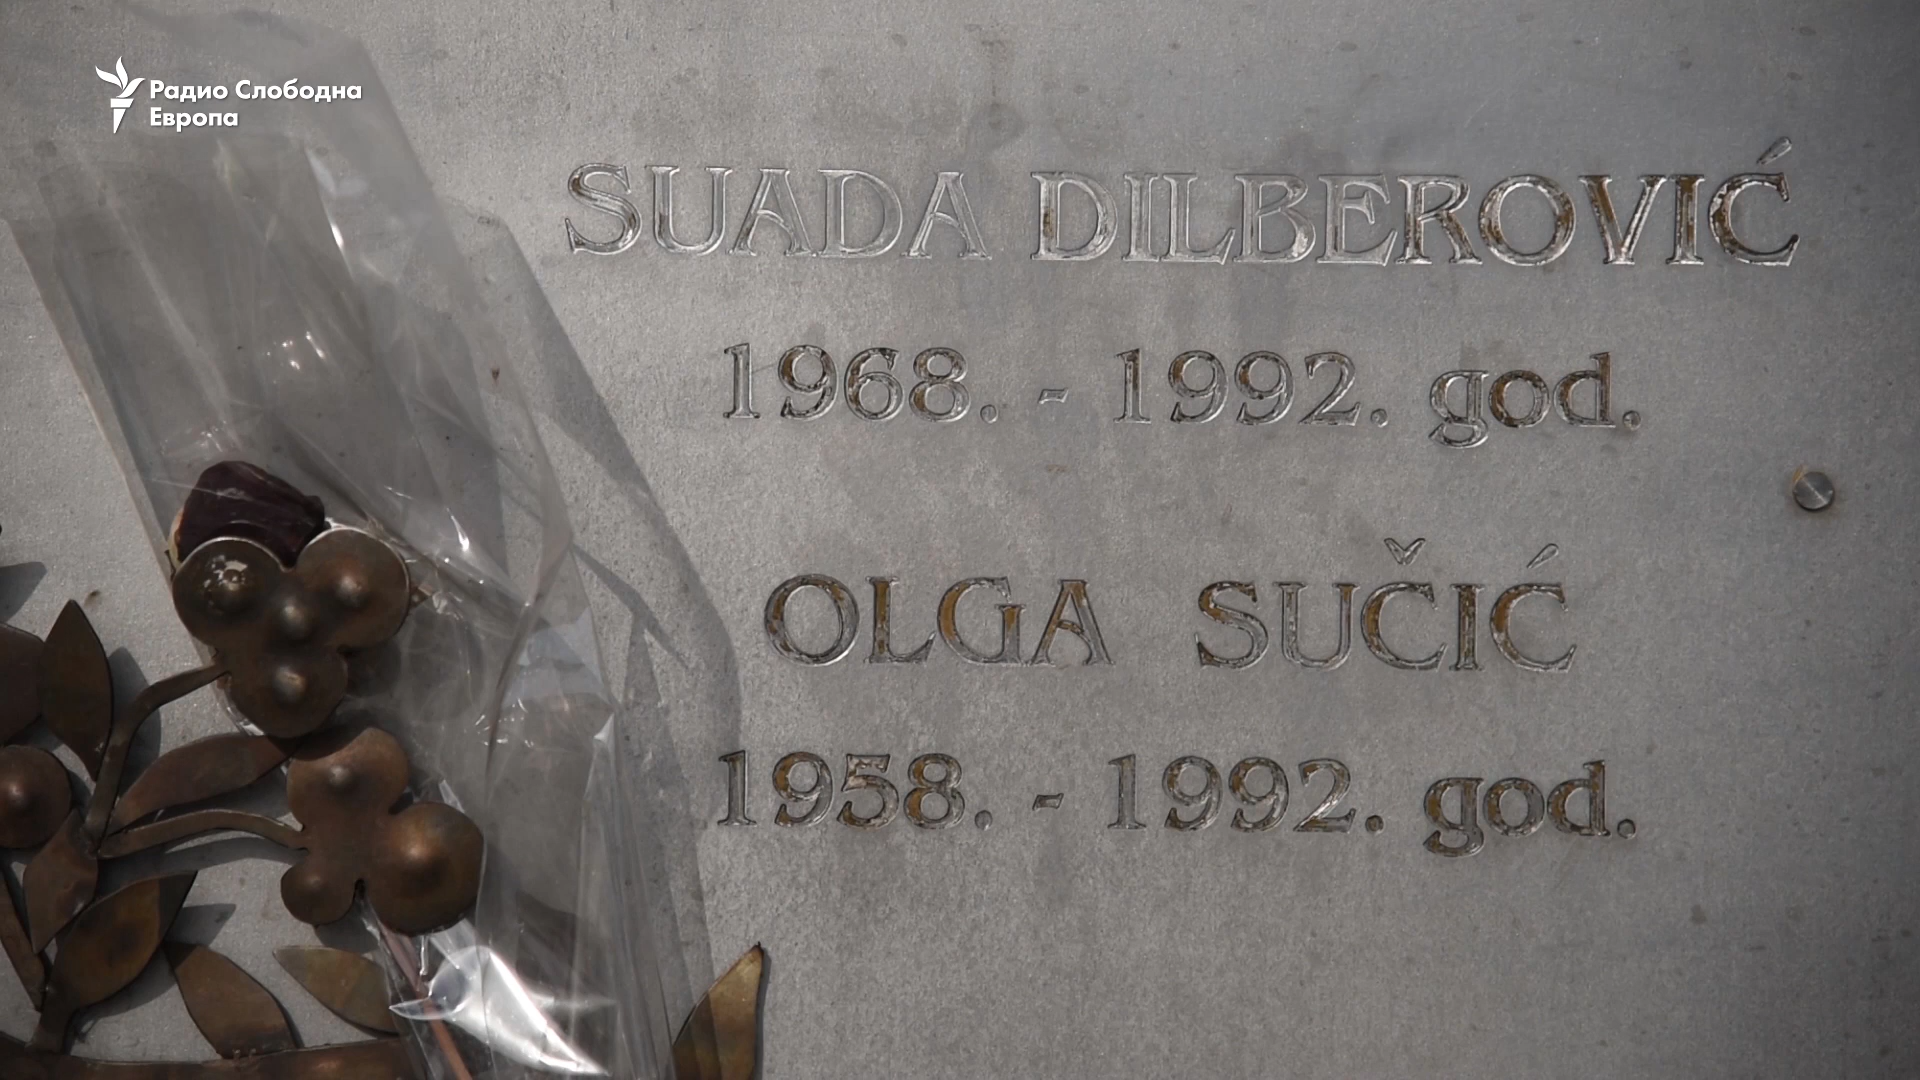 Радио Слободна
Европа
SUADA DILBEROVIĆ
1968. - 1992. god.
OLGA SUČIĆ
1958. - 1992. god.